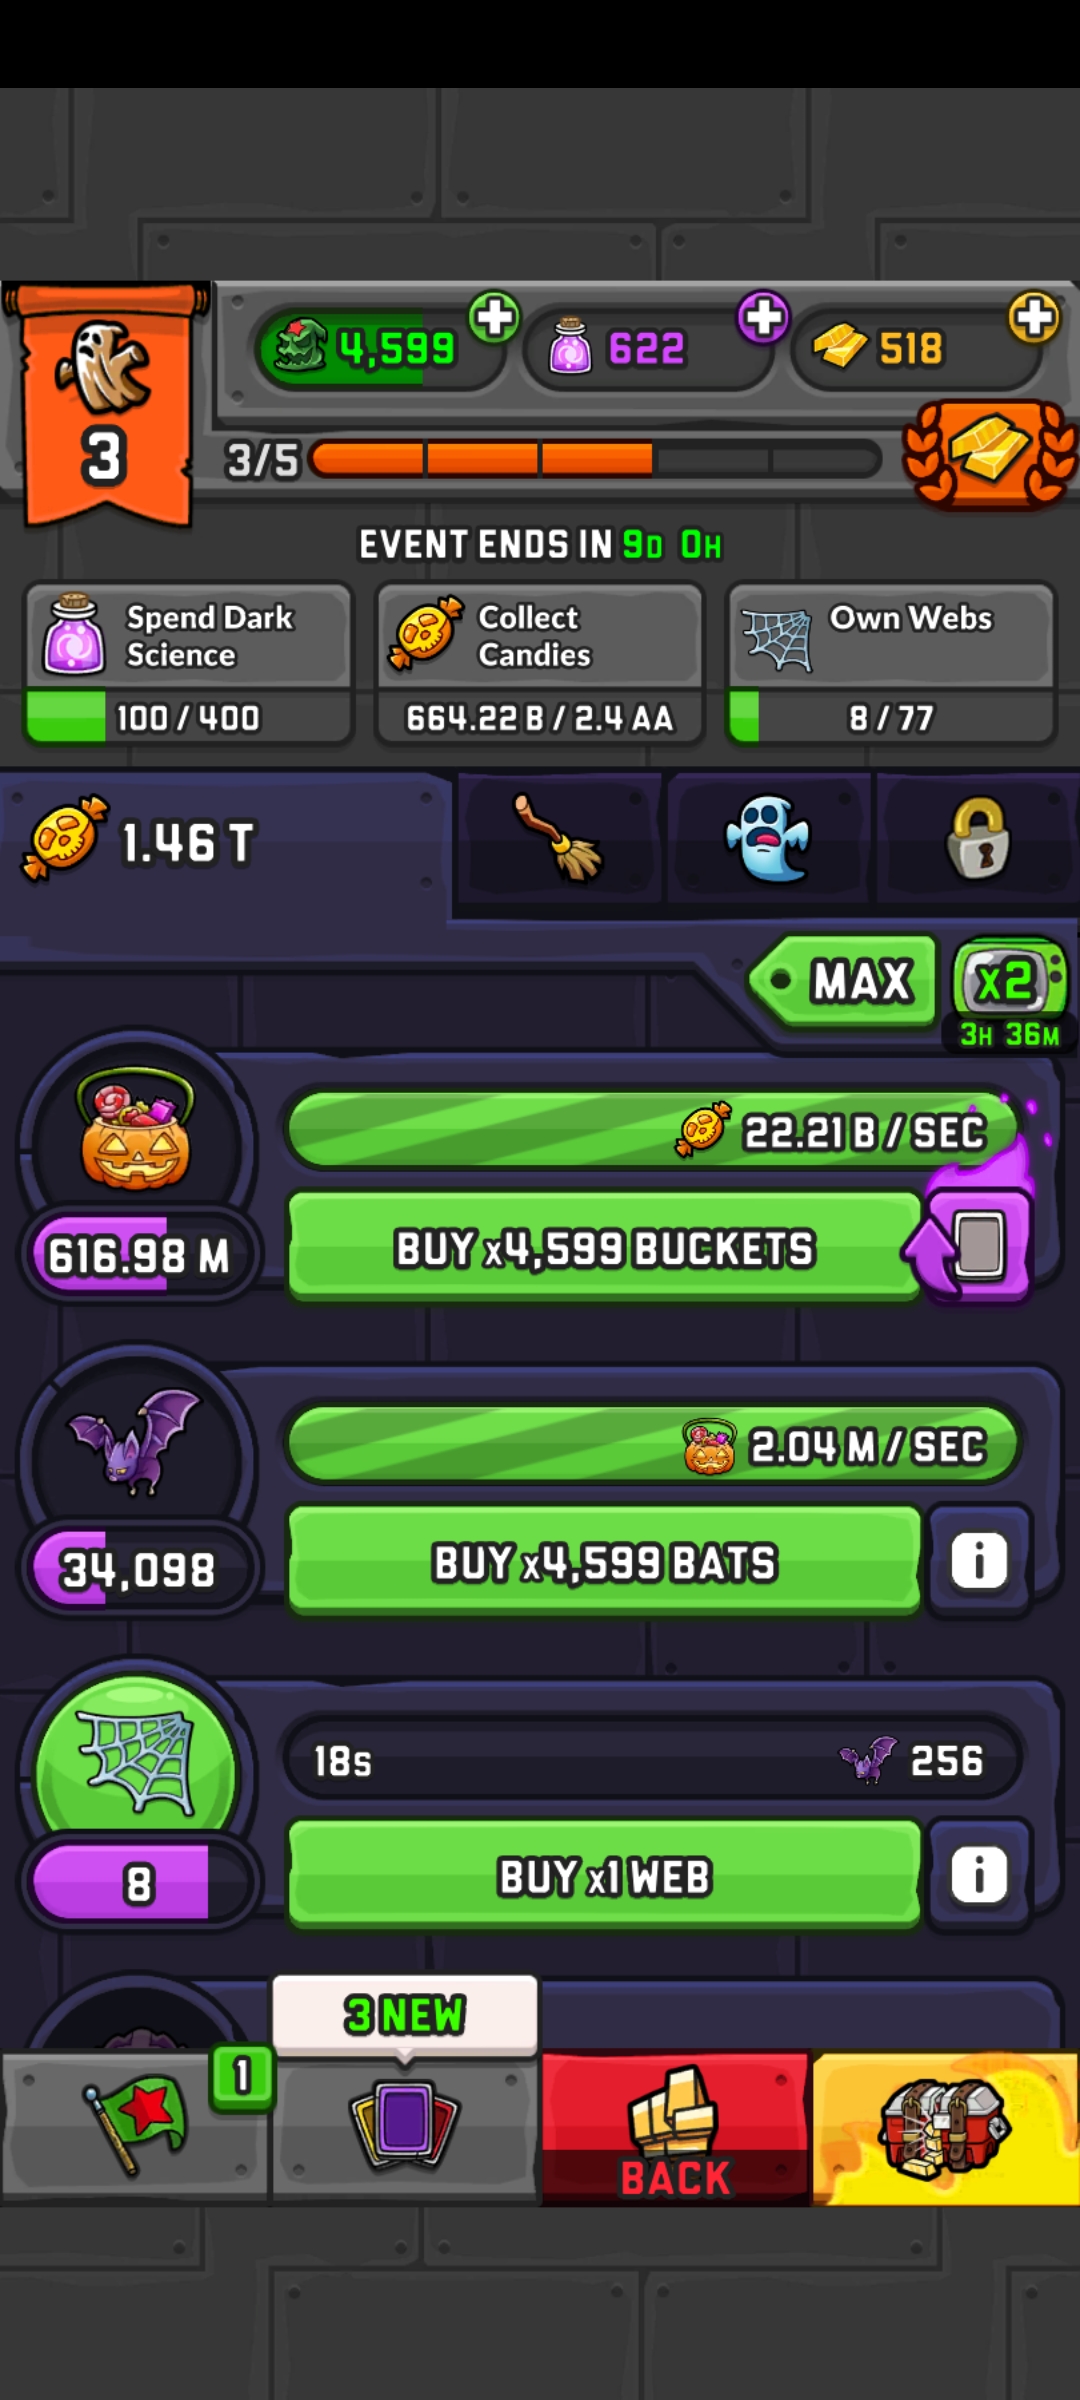 4,599
622
518
3
3/5
EVENT ENDS IN 9D 0H
Spend Dark
Science
100 / 400
Collect
Candies
664.22 B / 2.4 AA
Own Webs
8 / 77
1.46 T
MAX
x2
3H 36M
22.21 B / SEC
616.98 M
BUY x4,599 BUCKETS
2.04 M / SEC
34,098
BUY x4,599 BATS
i
18s
256
8
BUY x1 WEB
i
3 NEW
1
BACK